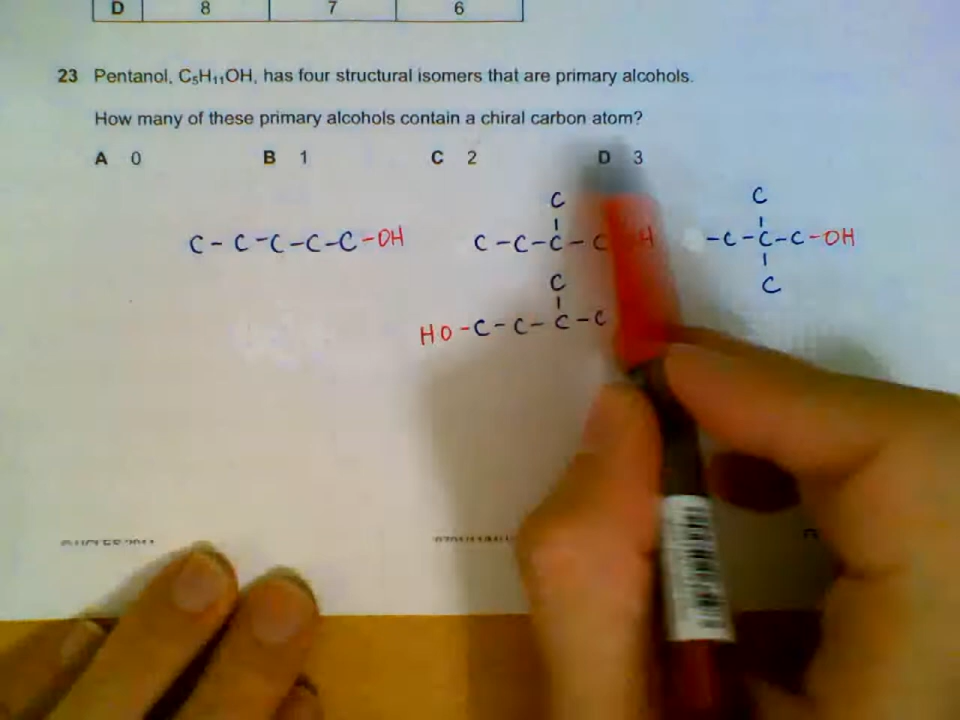 D 8 7 6
23 Pentanol, C₅H₁₁OH, has four structural isomers that are primary alcohols.
How many of these primary alcohols contain a chiral carbon atom?
A 0 B 1 C 2 D 3
C C
C-C-C-C-C-OH C-C-C-C H -C-C-C-OH
C C
HO-C-C-C-C